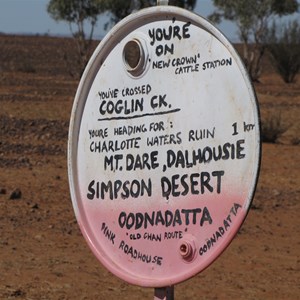 YOU'RE
ON
"NEW CROWN"
CATTLE STATION
YOU'VE CROSSED
COGLIN CK.
YOU'RE HEADING FOR :
CHARLOTTE WATERS RUIN 1 km
MT. DARE, DALHOUSIE
SIMPSON DESERT
OODNADATTA
"OLD GHAN ROUTE"
PINK ROADHOUSE
OODNADATTA